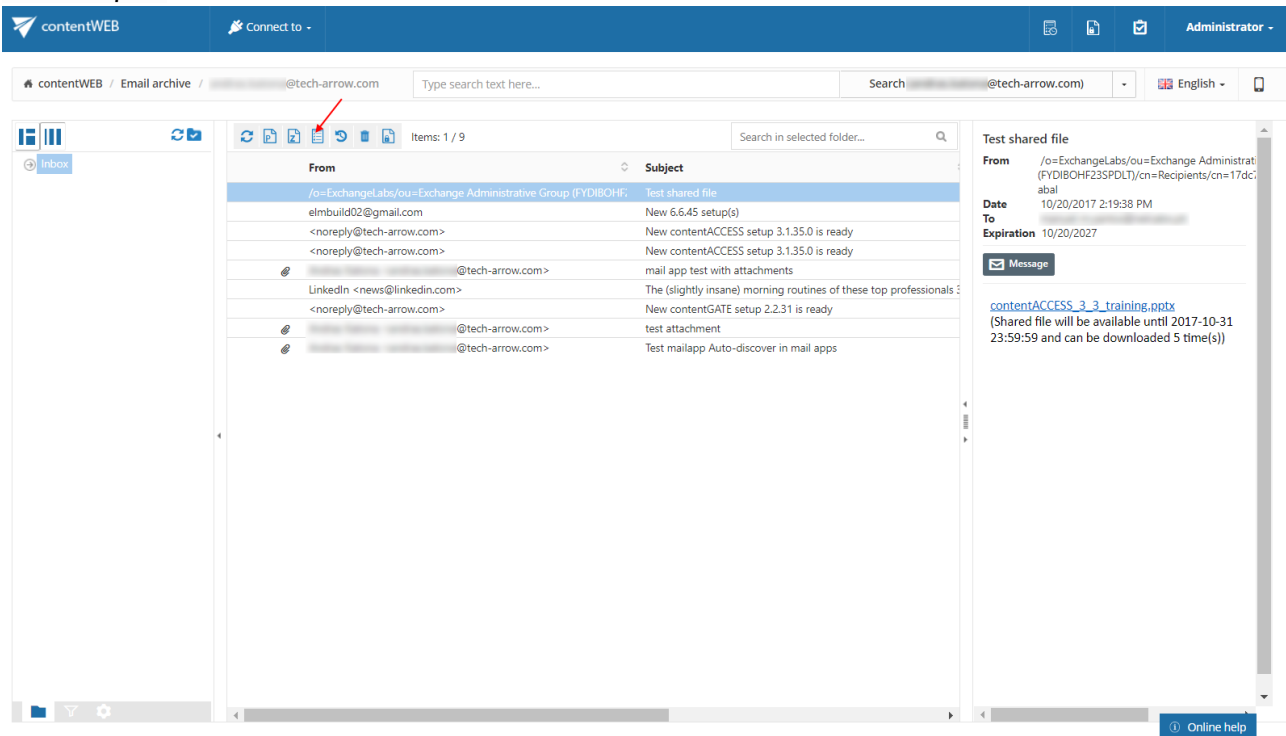 contentWEB
Connect to
Administrator
contentWEB / Email archive / @tech-arrow.com
Type search text here...
Search @tech-arrow.com)
English
Items: 1 / 9
Search in selected folder...
Inbox
From Subject
/o=ExchangeLabs/ou=Exchange Administrative Group (FYDIBOHF Test shared file
elmbuild02@gmail.com New 6.6.45 setup(s)
<noreply@tech-arrow.com> New contentACCESS setup 3.1.35.0 is ready
<noreply@tech-arrow.com> New contentACCESS setup 3.1.35.0 is ready
@tech-arrow.com> mail app test with attachments
LinkedIn <news@linkedin.com> The (slightly insane) morning routines of these top professionals
<noreply@tech-arrow.com> New contentGATE setup 2.2.31 is ready
@tech-arrow.com> test attachment
@tech-arrow.com> Test mailapp Auto-discover in mail apps
Test shared file
From /o=ExchangeLabs/ou=Exchange Administrati
(FYDIBOHF23SPDLT)/cn=Recipients/cn=17dc
abal
Date 10/20/2017 2:19:38 PM
To
Expiration 10/20/2027
Message
contentACCESS_3_3_training.pptx
(Shared file will be available until 2017-10-31
23:59:59 and can be downloaded 5 time(s))
Online help